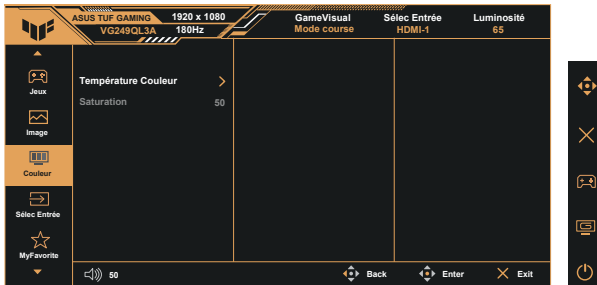 ASUS TUF GAMING 1920 x 1080 GameVisual Sélec Entrée Luminosité
VG249QL3A 180Hz Mode course HDMI-1 65
Jeux
Image
Couleur
Sélec Entrée
MyFavorite
Température Couleur
Saturation 50
50 Back Enter Exit